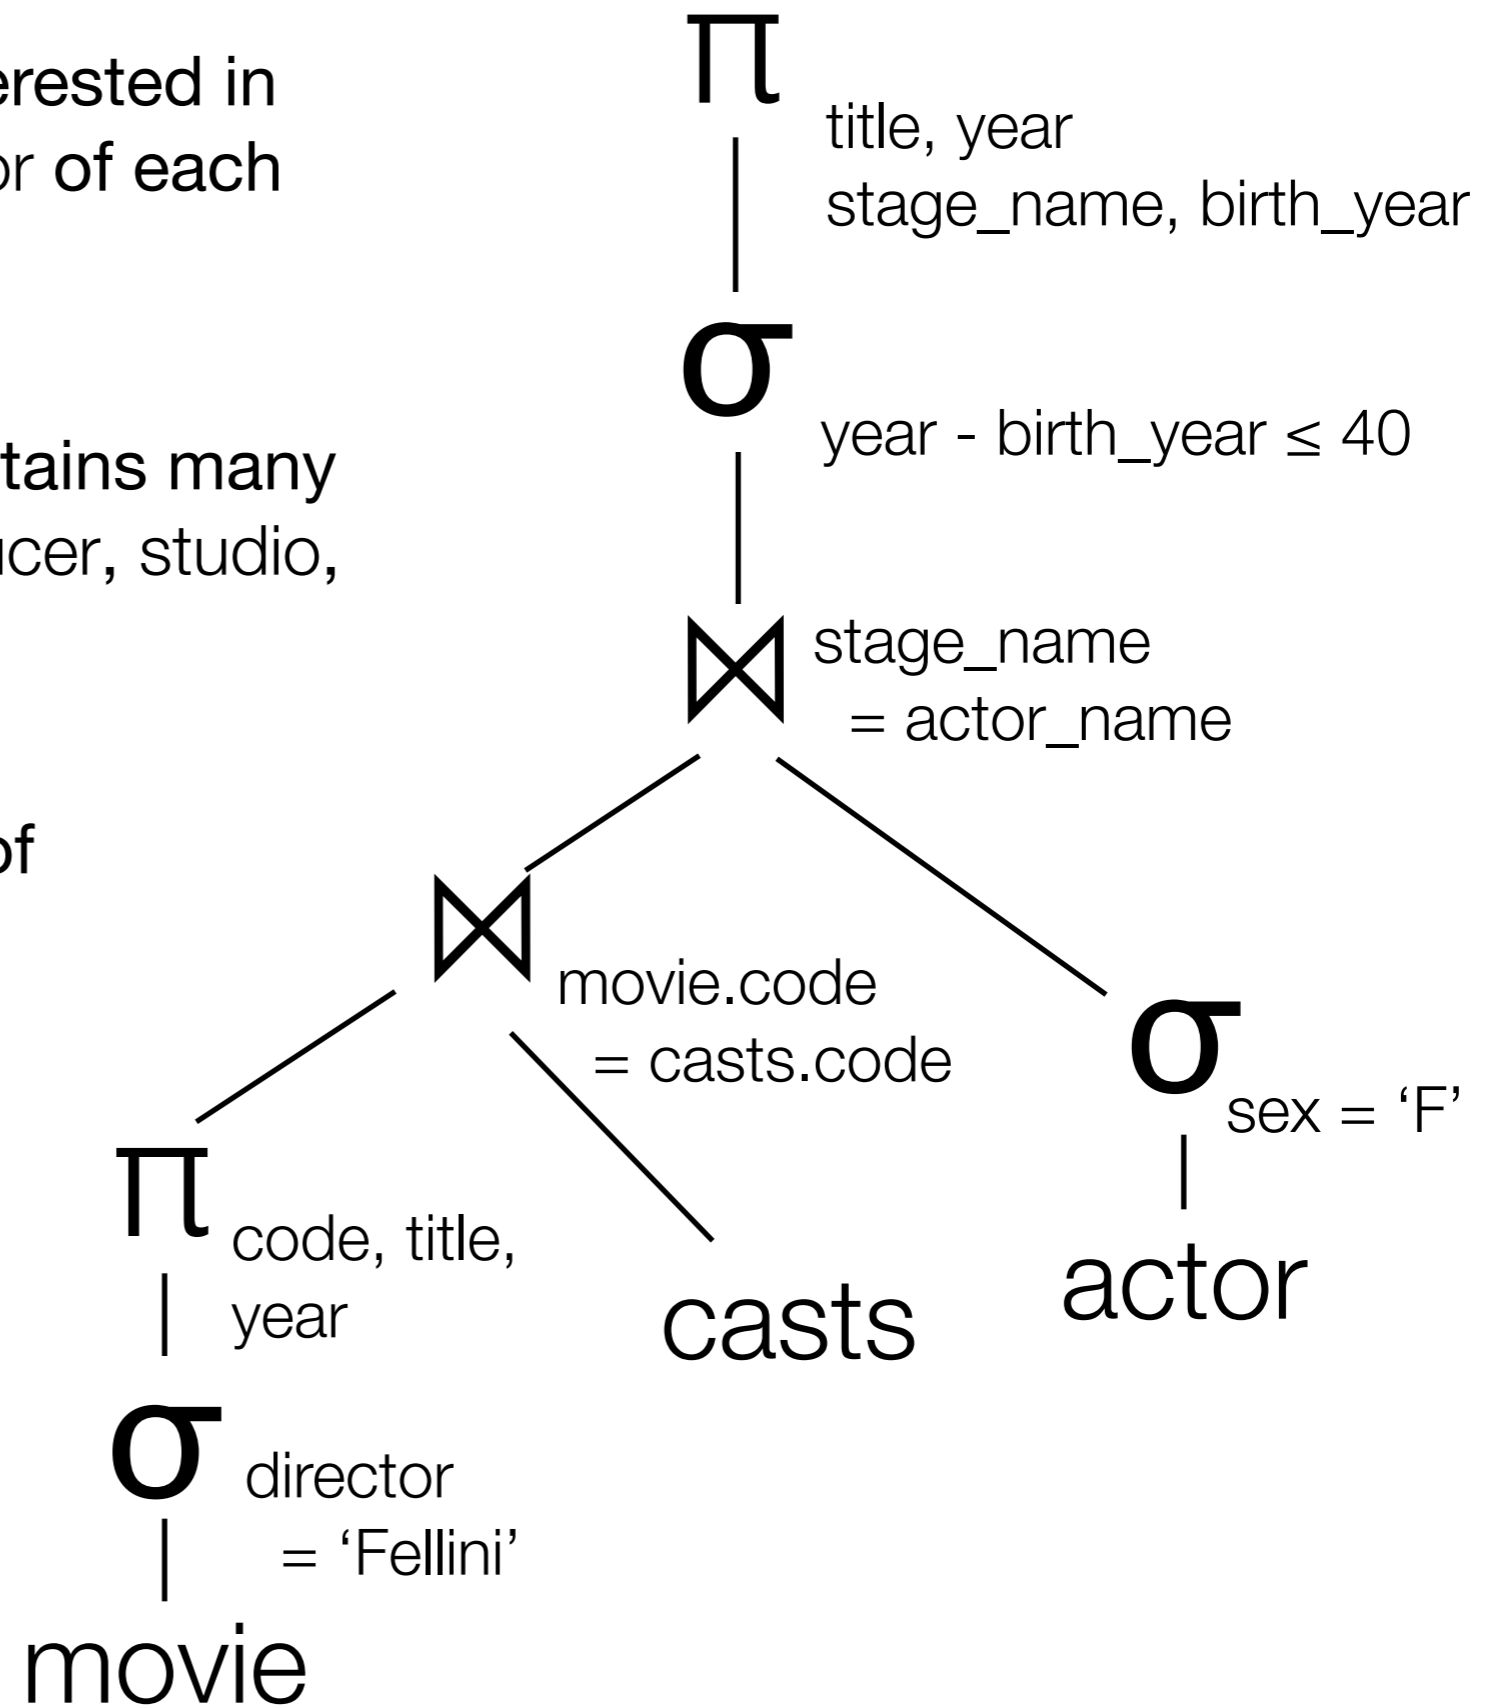 π
title, year
stage_name, birth_year
erested in
of each
σ
year - birth_year ≤ 40
tains many
ucer, studio,
⋈
stage_name
= actor_name
of
⋈
movie.code
= casts.code
σ
sex = ‘F’
π
code, title,
year
casts
actor
σ
director
= ‘Fellini’
movie